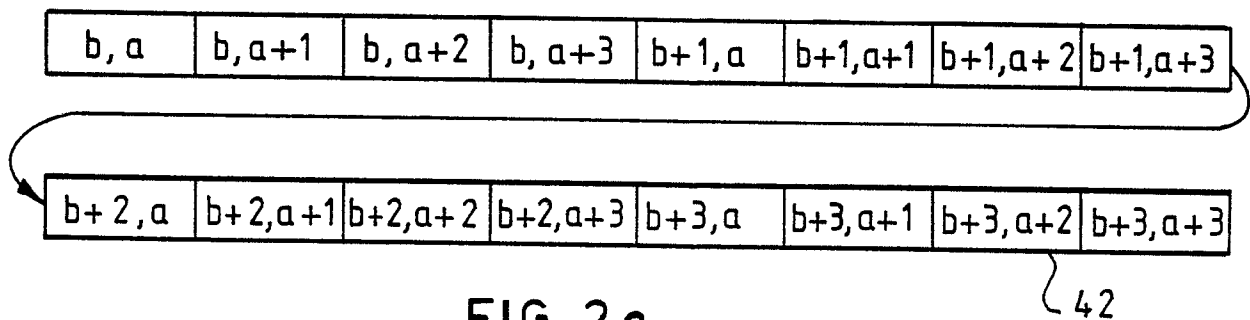 b, a b, a+1 b, a+2 b, a+3 b+1, a b+1,a+1 b+1,a+2 b+1,a+3
b+2,a b+2,a+1 b+2,a+2 b+2,a+3 b+3,a b+3,a+1 b+3,a+2 b+3,a+3
42